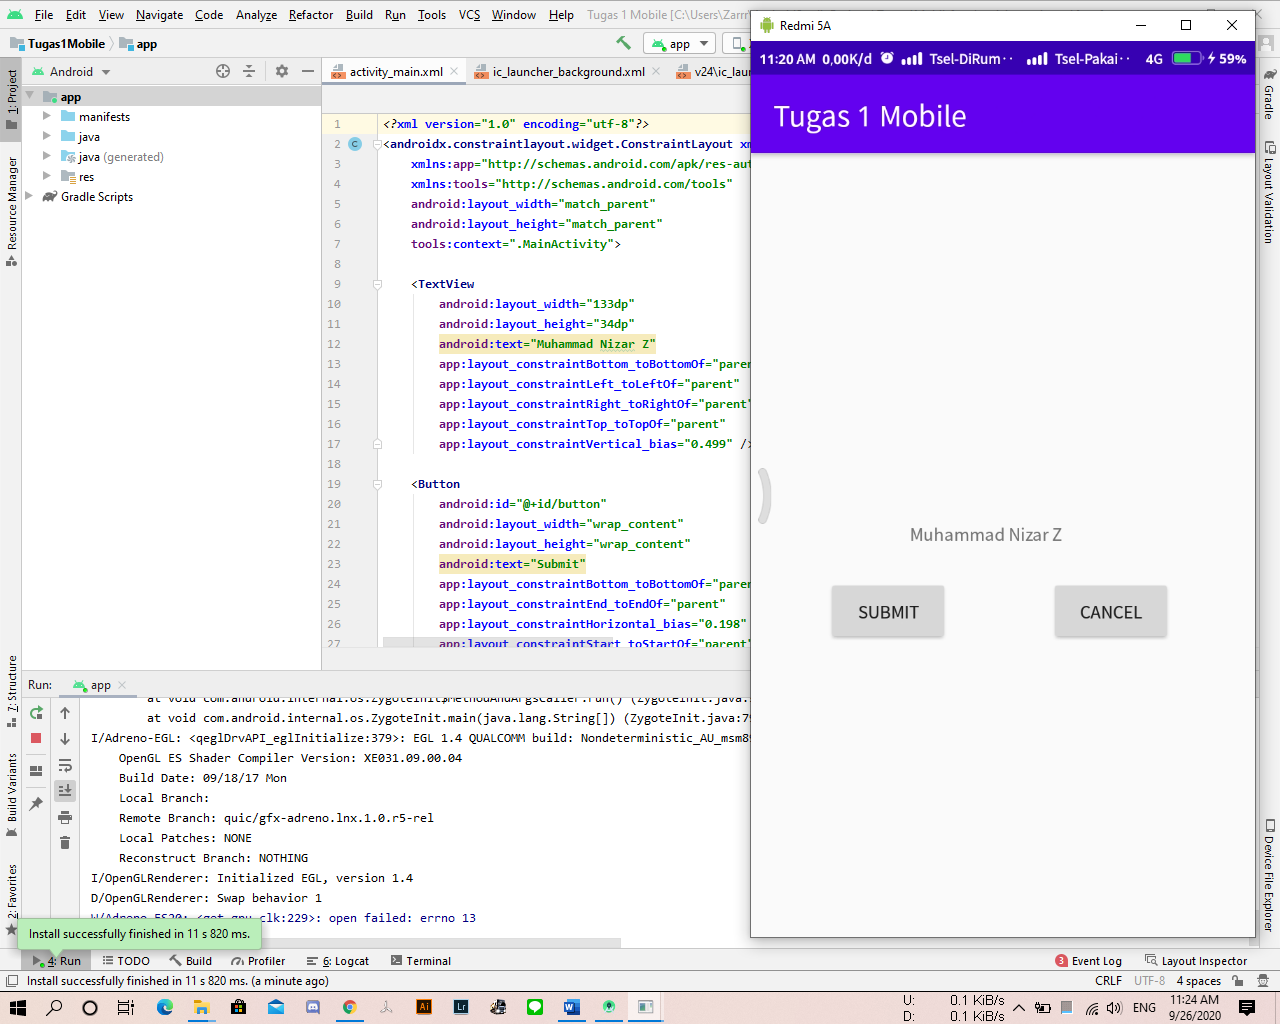 File Edit View Navigate Code Analyze Refactor Build Run Tools VCS Window Help Tugas 1 Mobile [C:\Users\Zarrr
Tugas1Mobile app
app
Android
activity_main.xml
ic_launcher_background.xml
app
manifests
java
java (generated)
res
Gradle Scripts
1: Project
Resource Manager
7: Structure
Build Variants
2: Favorites
1 <?xml version="1.0" encoding="utf-8"?>
2 <androidx.constraintlayout.widget.ConstraintLayout
3 xmlns:app="http://schemas.android.com/apk/res-aut
4 xmlns:tools="http://schemas.android.com/tools"
5 android:layout_width="match_parent"
6 android:layout_height="match_parent"
7 tools:context=".MainActivity">
8
9 <TextView
10 android:layout_width="133dp"
11 android:layout_height="34dp"
12 android:text="Muhammad Nizar Z"
13 app:layout_constraintBottom_toBottomOf="paren
14 app:layout_constraintLeft_toLeftOf="parent"
15 app:layout_constraintRight_toRightOf="parent"
16 app:layout_constraintTop_toTopOf="parent"
17 app:layout_constraintVertical_bias="0.499" />
18
19 <Button
20 android:id="@+id/button"
21 android:layout_width="wrap_content"
22 android:layout_height="wrap_content"
23 android:text="Submit"
24 app:layout_constraintBottom_toBottomOf="paren
25 app:layout_constraintEnd_toEndOf="parent"
26 app:layout_constraintHorizontal_bias="0.198"
27 app:layout_constraintStart_toStartOf="parent"
Redmi 5A
11:20 AM 0,00K/d Tsel-DiRum·· Tsel-Pakai·· 4G 59%
Tugas 1 Mobile
Muhammad Nizar Z
SUBMIT
CANCEL
Gradle
Layout Validation
Device File Explorer
Run: app
at void com.android.internal.os.ZygoteInit$MethodAndArgsCaller.run() (ZygoteInit.java:
at void com.android.internal.os.ZygoteInit.main(java.lang.String[]) (ZygoteInit.java:79
I/Adreno-EGL: <qeglDrvAPI_eglInitialize:379>: EGL 1.4 QUALCOMM build: Nondeterministic_AU_msm89
OpenGL ES Shader Compiler Version: XE031.09.00.04
Build Date: 09/18/17 Mon
Local Branch:
Remote Branch: quic/gfx-adreno.lnx.1.0.r5-rel
Local Patches: NONE
Reconstruct Branch: NOTHING
I/OpenGLRenderer: Initialized EGL, version 1.4
D/OpenGLRenderer: Swap behavior 1
W/Adreno-ES20: <get_gpu_clk:229>: open failed: errno 13
Install successfully finished in 11 s 820 ms.
4: Run TODO Build Profiler 6: Logcat Terminal 3 Event Log Layout Inspector
Install successfully finished in 11 s 820 ms. (a minute ago) CRLF UTF-8 4 spaces
U: 0.1 KiB/s
D: 0.1 KiB/s
ENG
11:24 AM
9/26/2020